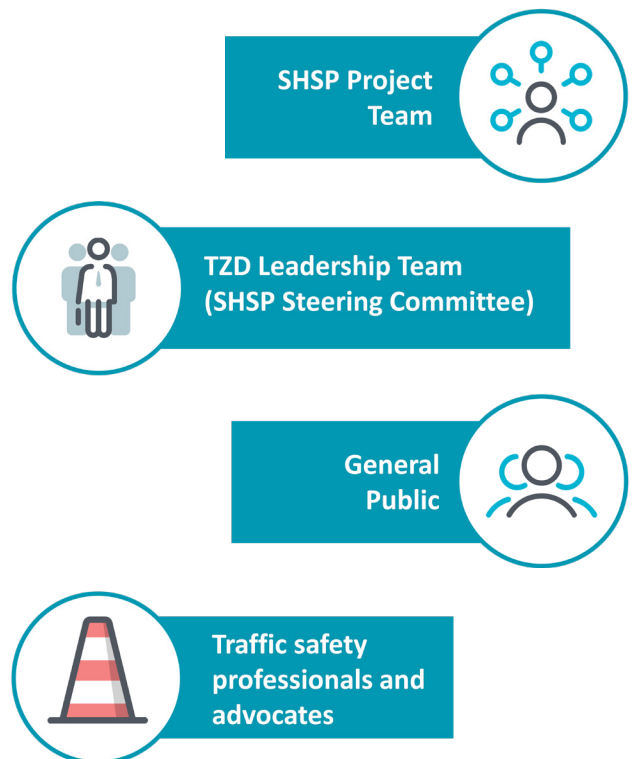 SHSP Project
Team
TZD Leadership Team
(SHSP Steering Committee)
General
Public
Traffic safety
professionals and
advocates